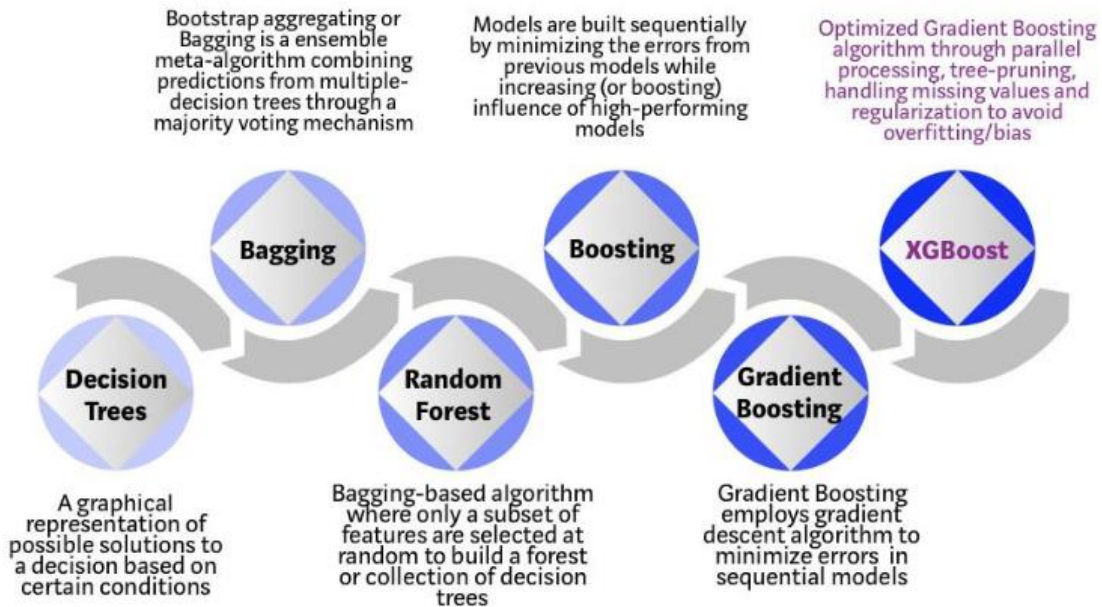 Bootstrap aggregating or
Bagging is a ensemble
meta-algorithm combining
predictions from multiple-
decision trees through a
majority voting mechanism
Models are built sequentially
by minimizing the errors from
previous models while
increasing (or boosting)
influence of high-performing
models
Optimized Gradient Boosting
algorithm through parallel
processing, tree-pruning,
handling missing values and
regularization to avoid
overfitting/bias
Bagging
Boosting
XGBoost
Decision
Trees
Random
Forest
Gradient
Boosting
A graphical
representation of
possible solutions to
a decision based on
certain conditions
Bagging-based algorithm
where only a subset of
features are selected at
random to build a forest
or collection of decision
trees
Gradient Boosting
employs gradient
descent algorithm to
minimize errors in
sequential models